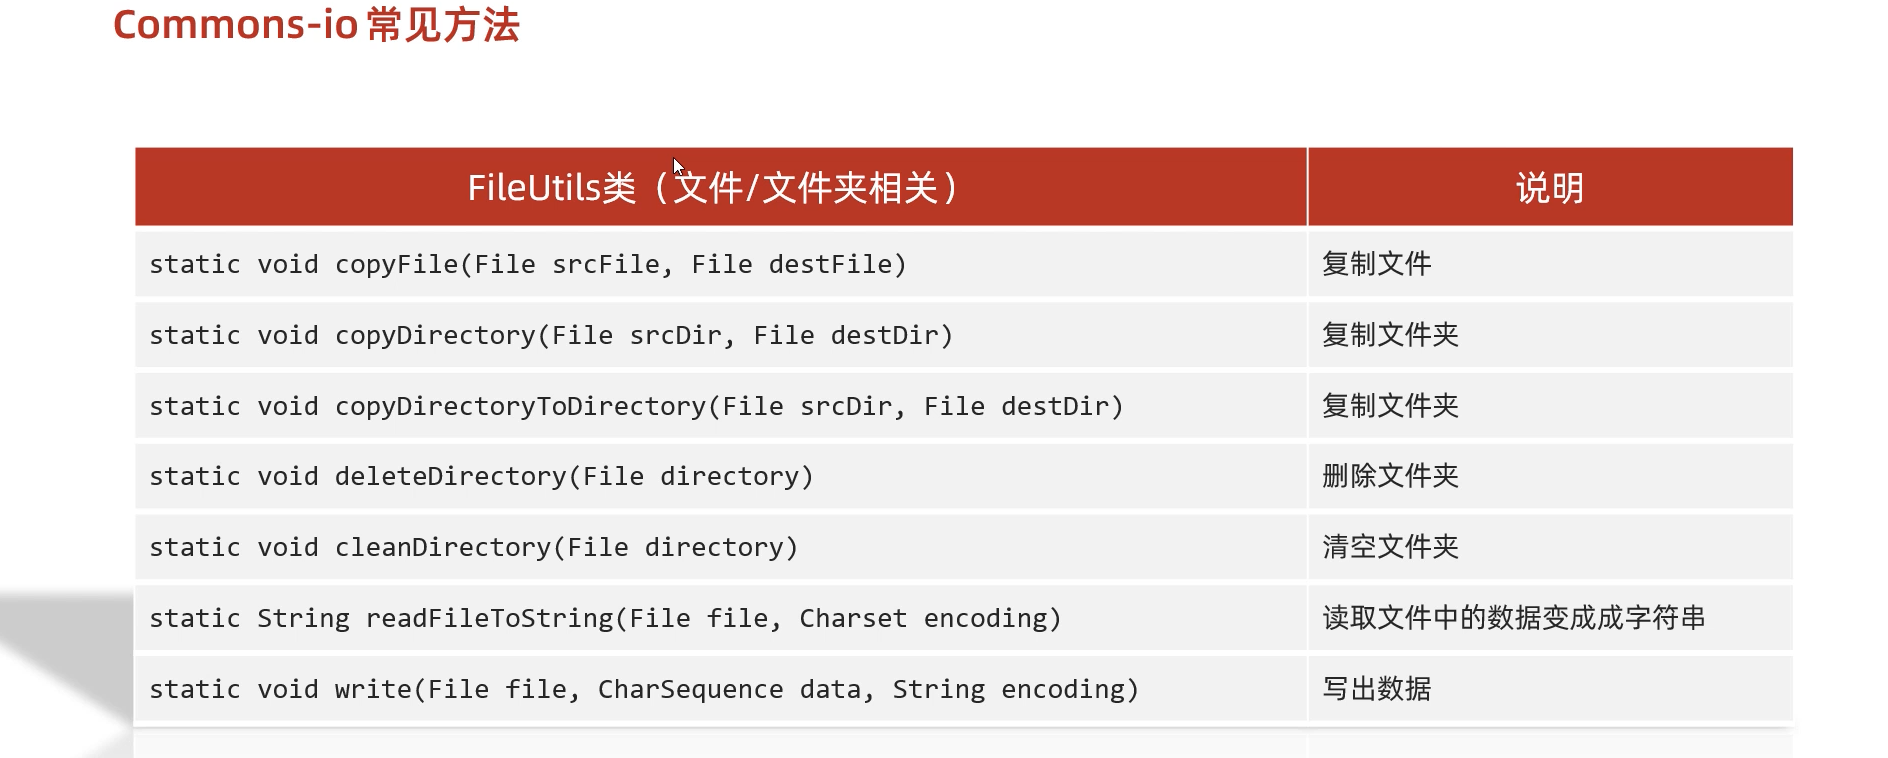 Commons-io 常见方法
FileUtils类（文件/文件夹相关） 说明
static void copyFile(File srcFile, File destFile) 复制文件
static void copyDirectory(File srcDir, File destDir) 复制文件夹
static void copyDirectoryToDirectory(File srcDir, File destDir) 复制文件夹
static void deleteDirectory(File directory) 删除文件夹
static void cleanDirectory(File directory) 清空文件夹
static String readFileToString(File file, Charset encoding) 读取文件中的数据变成成字符串
static void write(File file, CharSequence data, String encoding) 写出数据